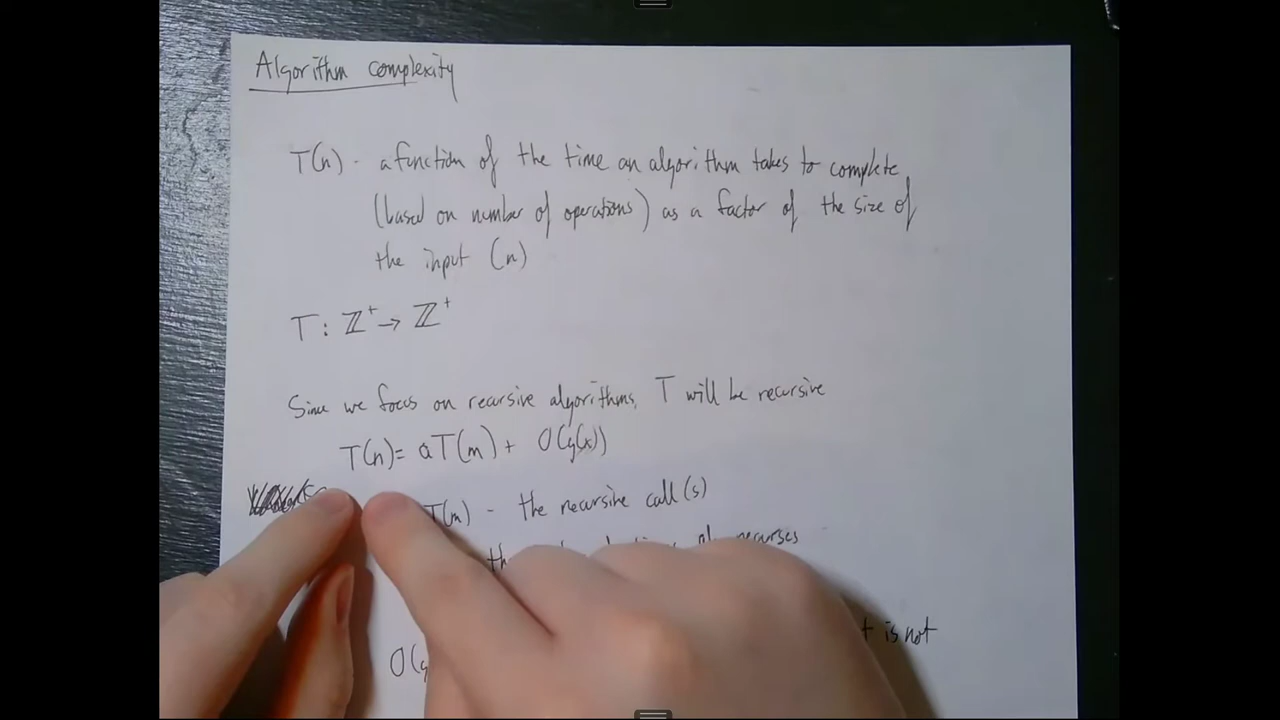 Algorithm complexity
T(n) - a function of the time an algorithm takes to complete
(based on number of operations) as a factor of the size of
the input (n)
T: ℤ⁺ → ℤ⁺
Since we focus on recursive algorithms, T will be recursive
T(n) = aT(m) + O(g(x))
T(m) - the recursive call(s)
recurses
is not
O(g